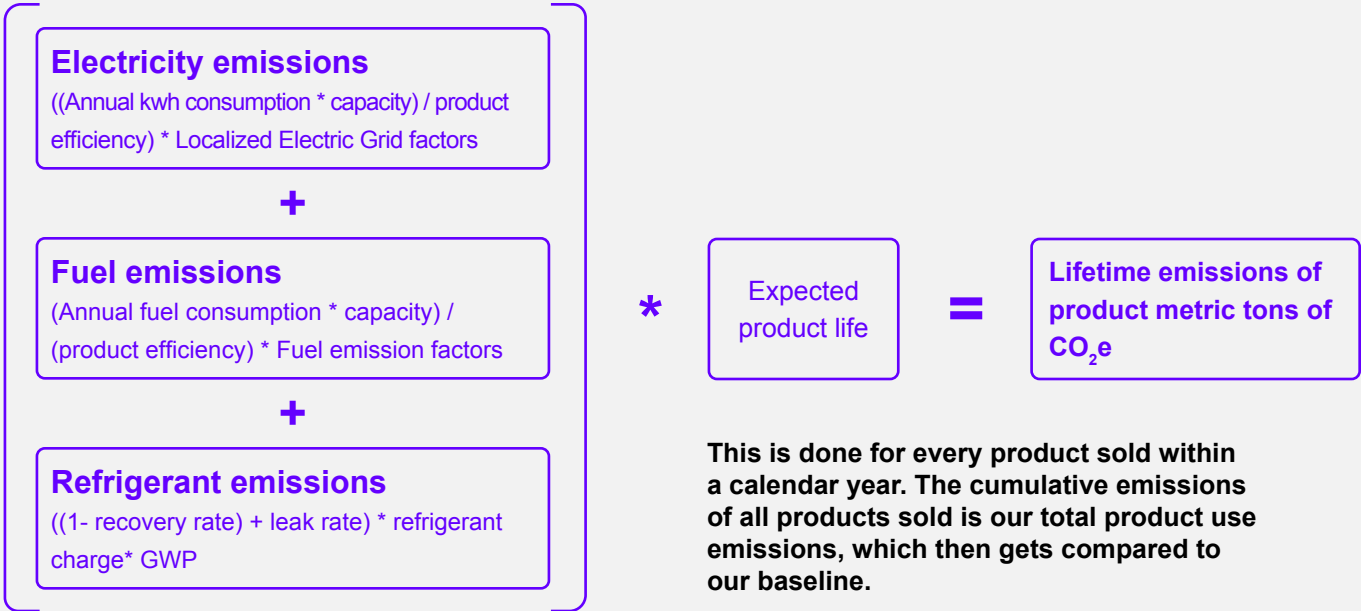 Electricity emissions
((Annual kwh consumption * capacity) / product
efficiency) * Localized Electric Grid factors
+
Fuel emissions
(Annual fuel consumption * capacity) /
(product efficiency) * Fuel emission factors
+
Refrigerant emissions
((1- recovery rate) + leak rate) * refrigerant
charge* GWP
*
Expected
product life
=
Lifetime emissions of
product metric tons of
CO₂e
This is done for every product sold within
a calendar year. The cumulative emissions
of all products sold is our total product use
emissions, which then gets compared to
our baseline.